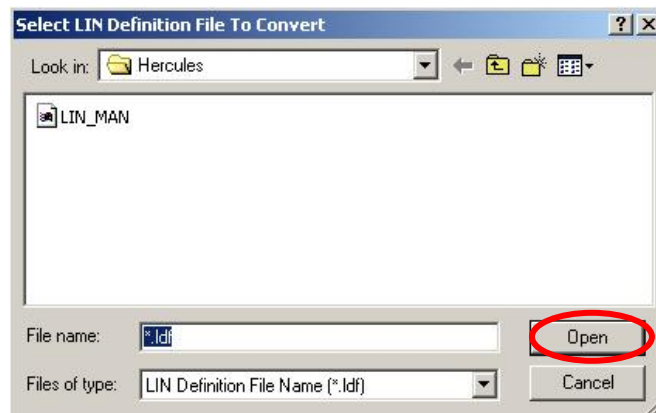 Select LIN Definition File To Convert
Look in: Hercules
LIN_MAN
File name: *.ldf Open
Files of type: LIN Definition File Name (*.ldf) Cancel